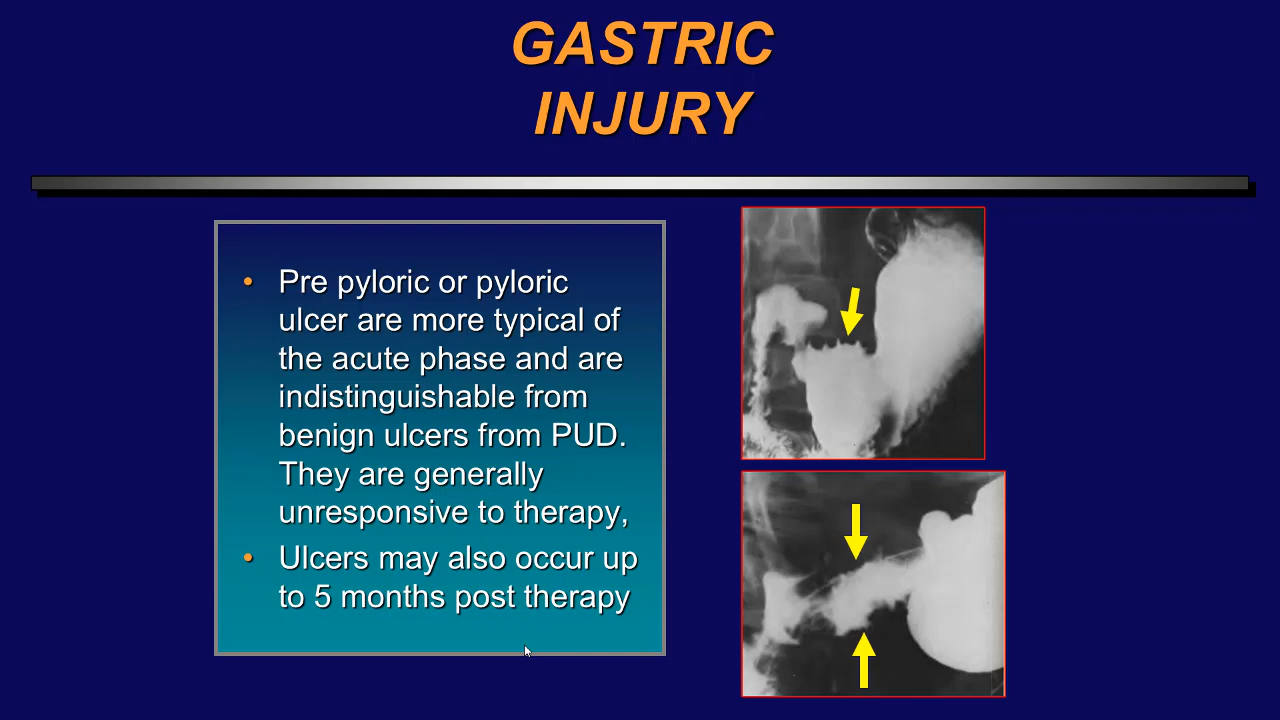 GASTRIC
INJURY
• Pre pyloric or pyloric
ulcer are more typical of
the acute phase and are
indistinguishable from
benign ulcers from PUD.
They are generally
unresponsive to therapy,
• Ulcers may also occur up
to 5 months post therapy